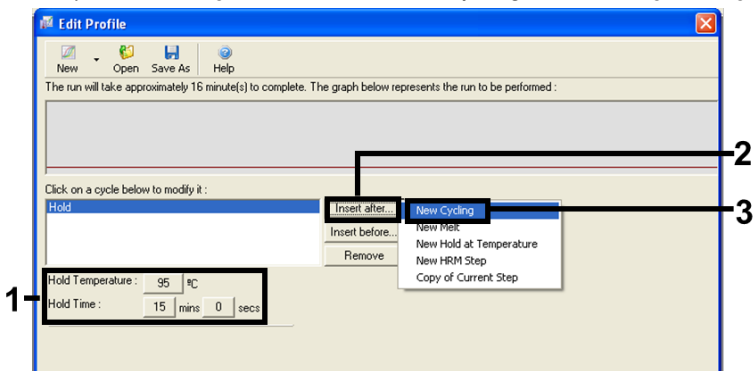 Edit Profile
New Open Save As Help
The run will take approximately 16 minute(s) to complete. The graph below represents the run to be performed :
2
Click on a cycle below to modify it :
Hold
Insert after...
New Cycling
3
Insert before...
New Melt
Remove
New Hold at Temperature
New HRM Step
Copy of Current Step
1
Hold Temperature : 95 ºC
Hold Time : 15 mins 0 secs